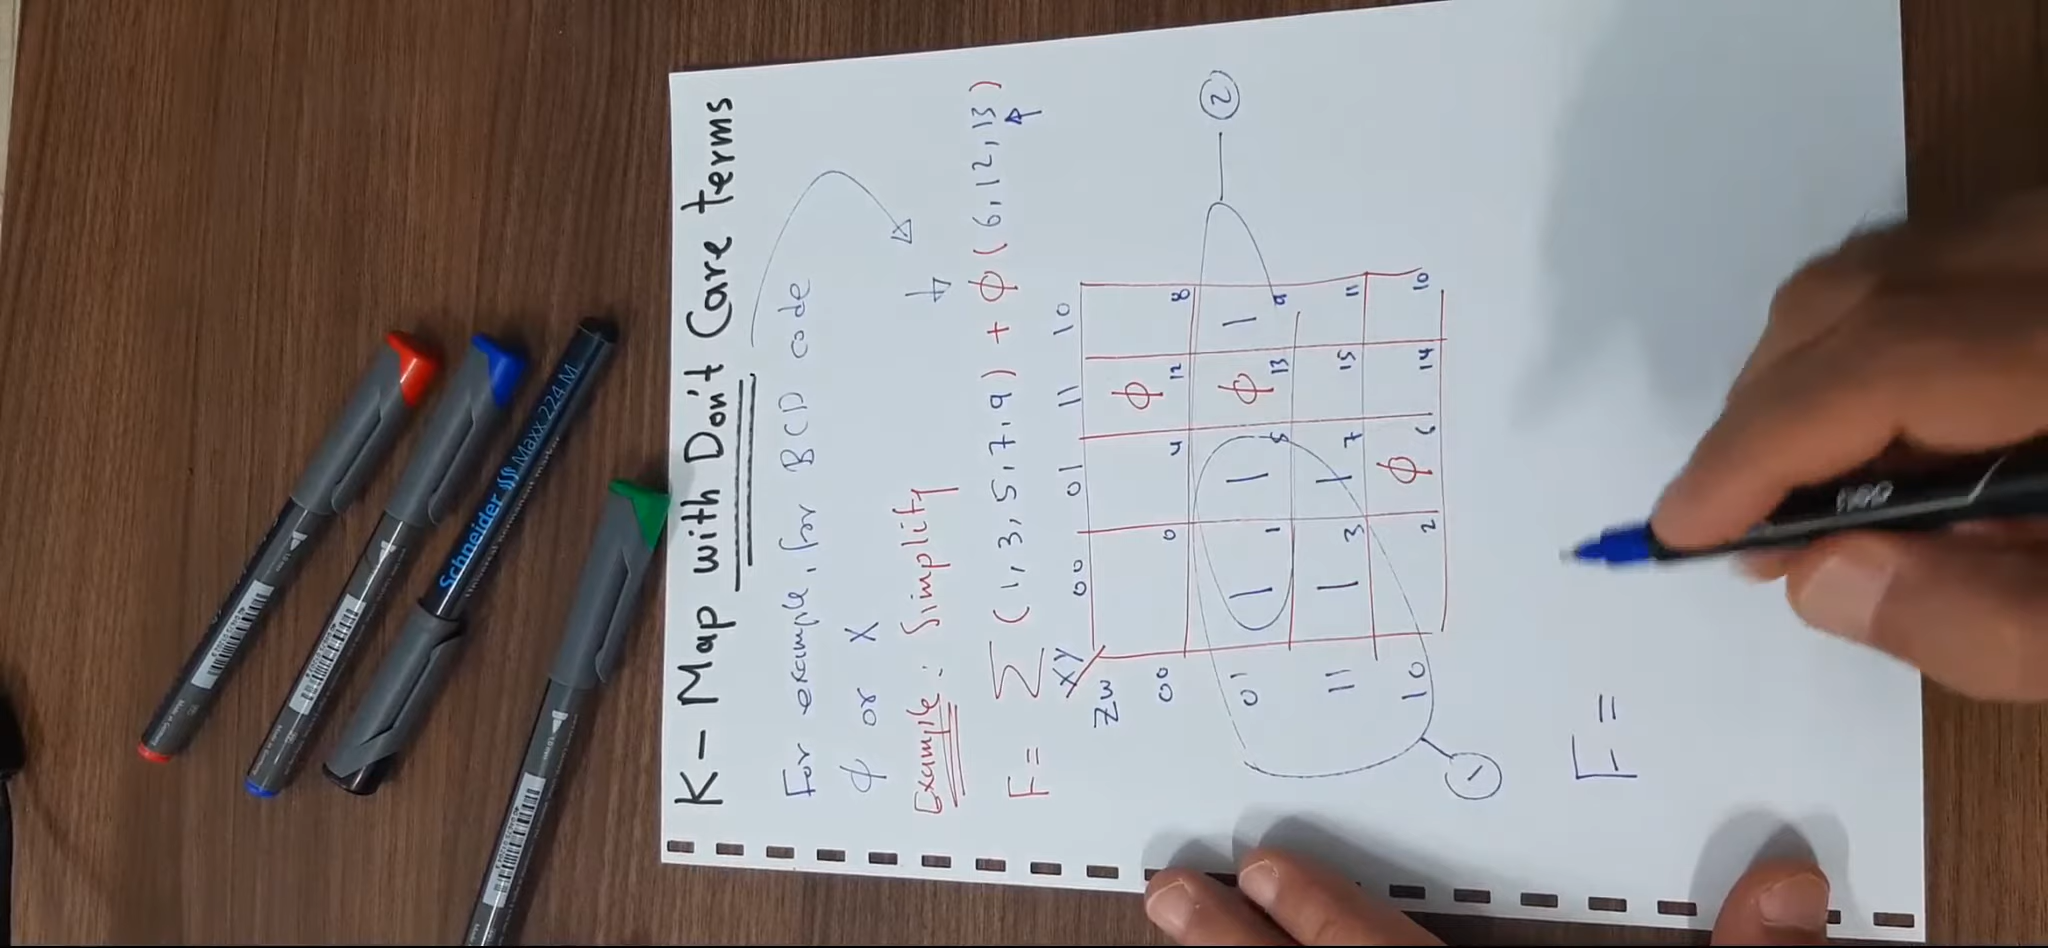 K - Map with Don't Care terms
For example, for BCD code
ϕ or X
Example: Simplify
F = Σ (1, 3, 5, 7, 9) + ϕ (6, 12, 13)
XY 00 01 11 10
ZW
00 0 4 ϕ 12 8
01 1 1 1 5 ϕ 13 1 9 2
11 1 3 1 7 15 11
10 2 ϕ 6 14 10
1
F =
Schneider Maxx 224 M
Universal permanent marker